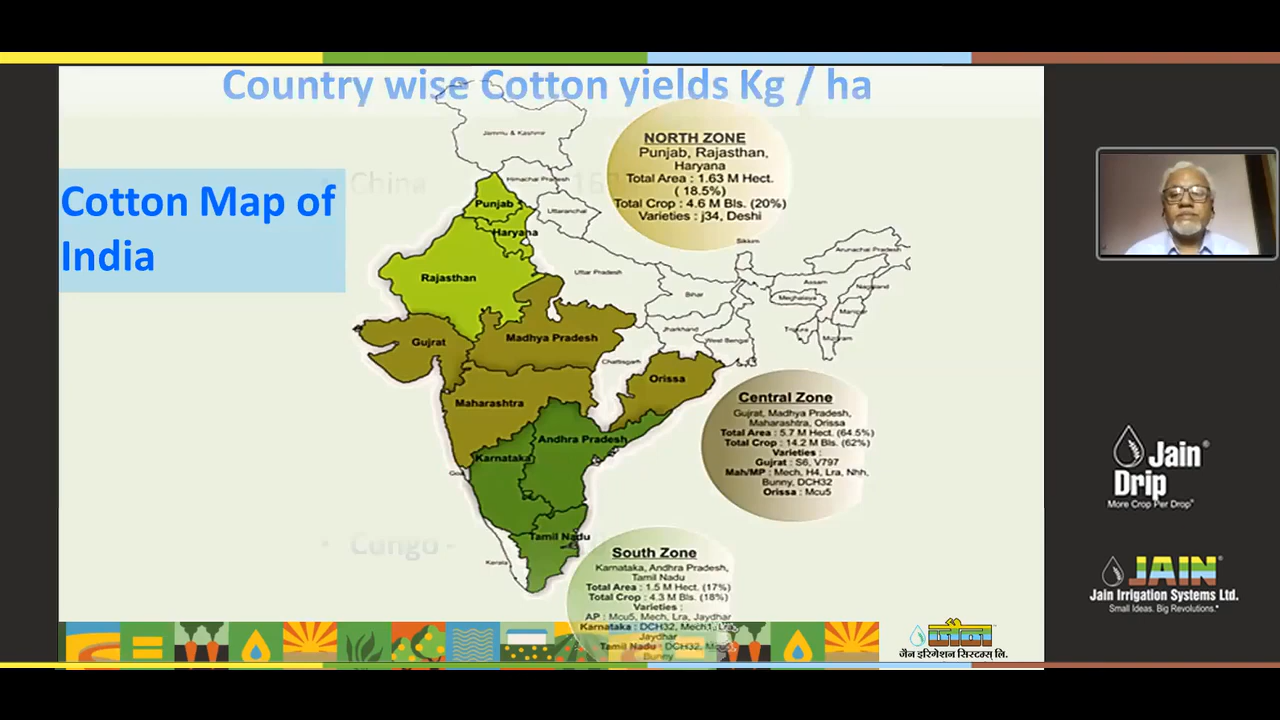 Country wise Cotton yields Kg / ha
Cotton Map of
India
China
Congo -
Jammu & Kashmir
Himachal Pradesh
Punjab
Uttaranchal
Haryana
Rajasthan
Uttar Pradesh
Sikkim
Arunachal Pradesh
Assam
Nagaland
Meghalaya
Manipur
Bihar
Tripura
Mizoram
Jharkhand
West Bengal
Gujrat
Madhya Pradesh
Chattisgarh
Orissa
Maharashtra
Andhra Pradesh
Karnataka
Goa
Tamil Nadu
Kerala
NORTH ZONE
Punjab, Rajasthan,
Haryana
Total Area : 1.63 M Hect.
( 18.5%)
Total Crop : 4.6 M Bls. (20%)
Varieties : j34, Deshi
Central Zone
Gujrat, Madhya Pradesh,
Maharashtra, Orissa
Total Area : 5.7 M Hect. (64.5%)
Total Crop : 14.2 M Bls. (62%)
Varieties :
Gujrat : S6, V797
Mah/MP : Mech, H4, Lra, Nhh,
Bunny, DCH32
Orissa : Mcu5
South Zone
Karnataka, Andhra Pradesh,
Tamil Nadu
Total Area : 1.5 M Hect. (17%)
Total Crop : 4.3 M Bls. (18%)
Varieties :
AP : Mcu5, Mech, Lra, Jaydhar
Karnataka : DCH32, Mech1, Lra,
Jaydhar
Tamil Nadu : DCH32, Mcu5,
Bunny
Jain®
Drip
More Crop Per Drop®
JAIN®
Jain Irrigation Systems Ltd.
Small Ideas. Big Revolutions.®
जैन
जैन इरिगेशन सिस्टम्स् लि.